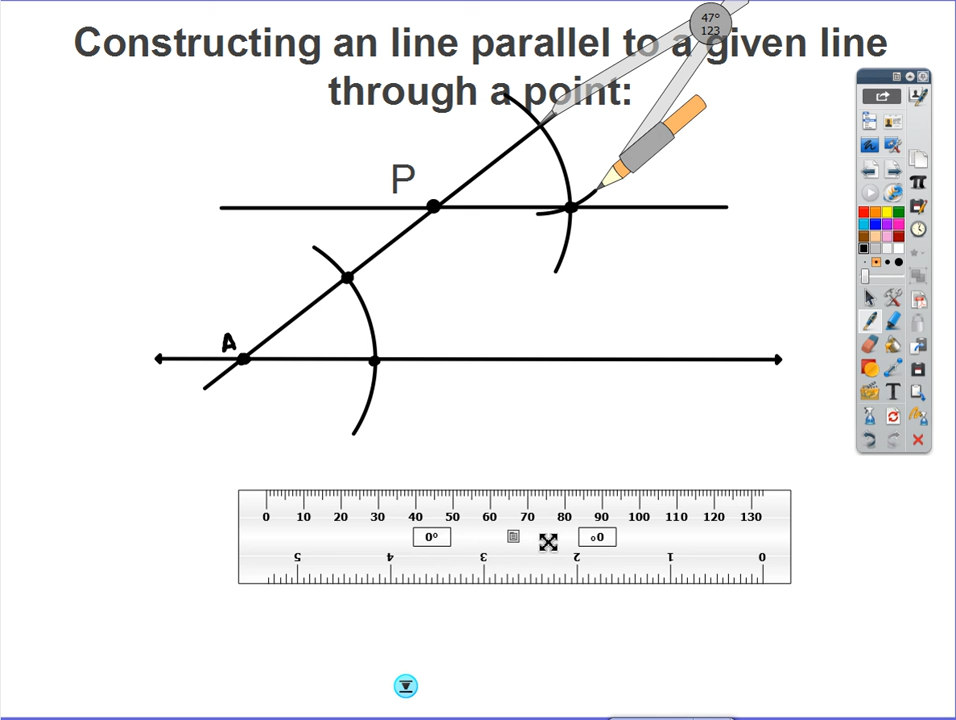 Constructing an line parallel to a given line
through a point:
47°
123
P
A
0 10 20 30 40 50 60 70 80 90 100 110 120 130
0° 0°
5 4 3 2 1 0
π
T